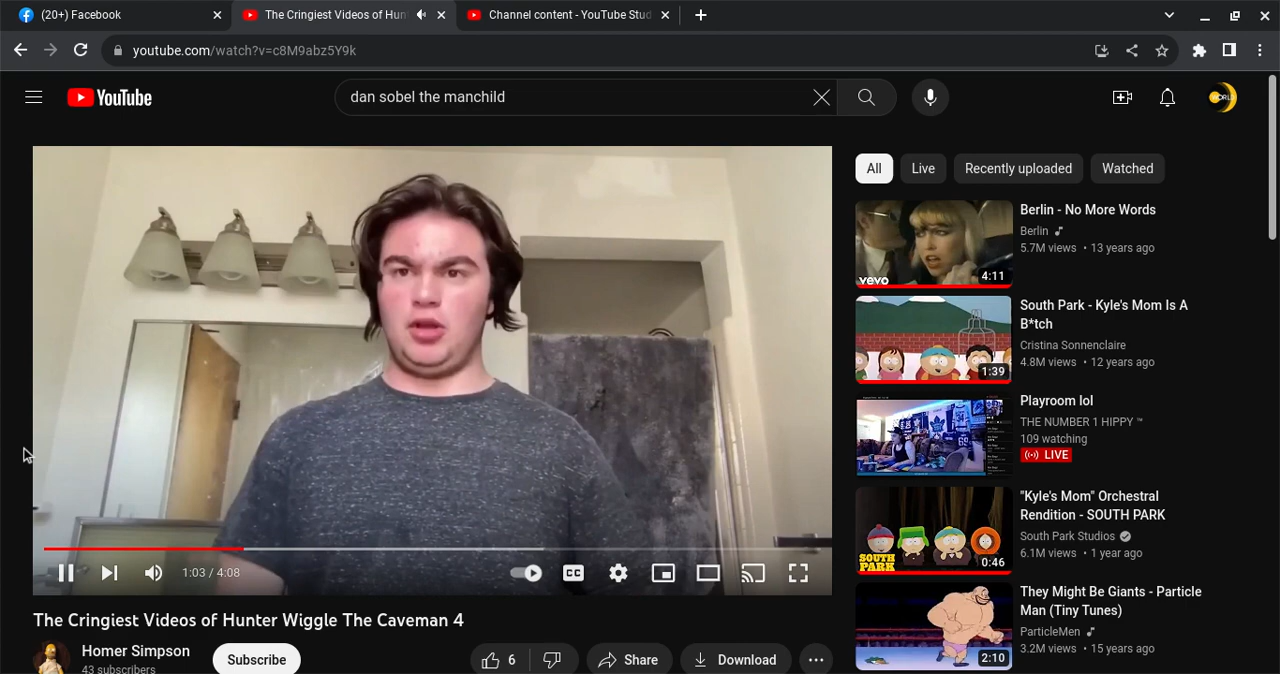 (20+) Facebook
The Cringiest Videos of Hun
Channel content - YouTube Stud
youtube.com/watch?v=c8M9abz5Y9k
YouTube
dan sobel the manchild
WORLD
All
Live
Recently uploaded
Watched
vevo
4:11
Berlin - No More Words
Berlin
5.7M views • 13 years ago
1:39
South Park - Kyle's Mom Is A
B*tch
Cristina Sonnenclaire
4.8M views • 12 years ago
Playroom lol
THE NUMBER 1 HIPPY ™
109 watching
LIVE
SOUTH
PARK
0:46
"Kyle's Mom" Orchestral
Rendition - SOUTH PARK
South Park Studios
6.1M views • 1 year ago
2:10
They Might Be Giants - Particle
Man (Tiny Tunes)
ParticleMen
3.2M views • 15 years ago
1:03 / 4:08
CC
The Cringiest Videos of Hunter Wiggle The Caveman 4
Homer Simpson
43 subscribers
Subscribe
6
Share
Download